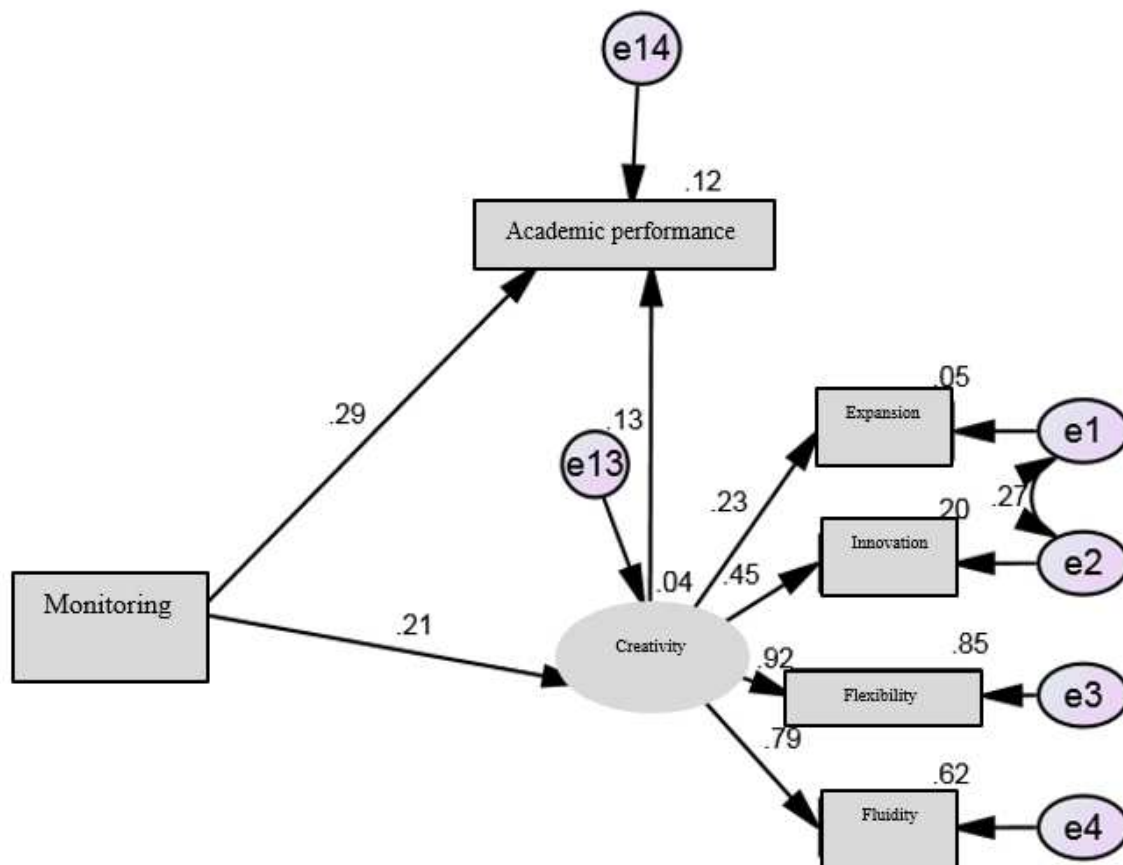 e14
.12
Academic performance
.29
.13
e13
.05
Expansion
e1
.23
.27
.20
Innovation
e2
.45
.04
Monitoring
.21
Creativity
.92
.85
Flexibility
e3
.79
.62
Fluidity
e4